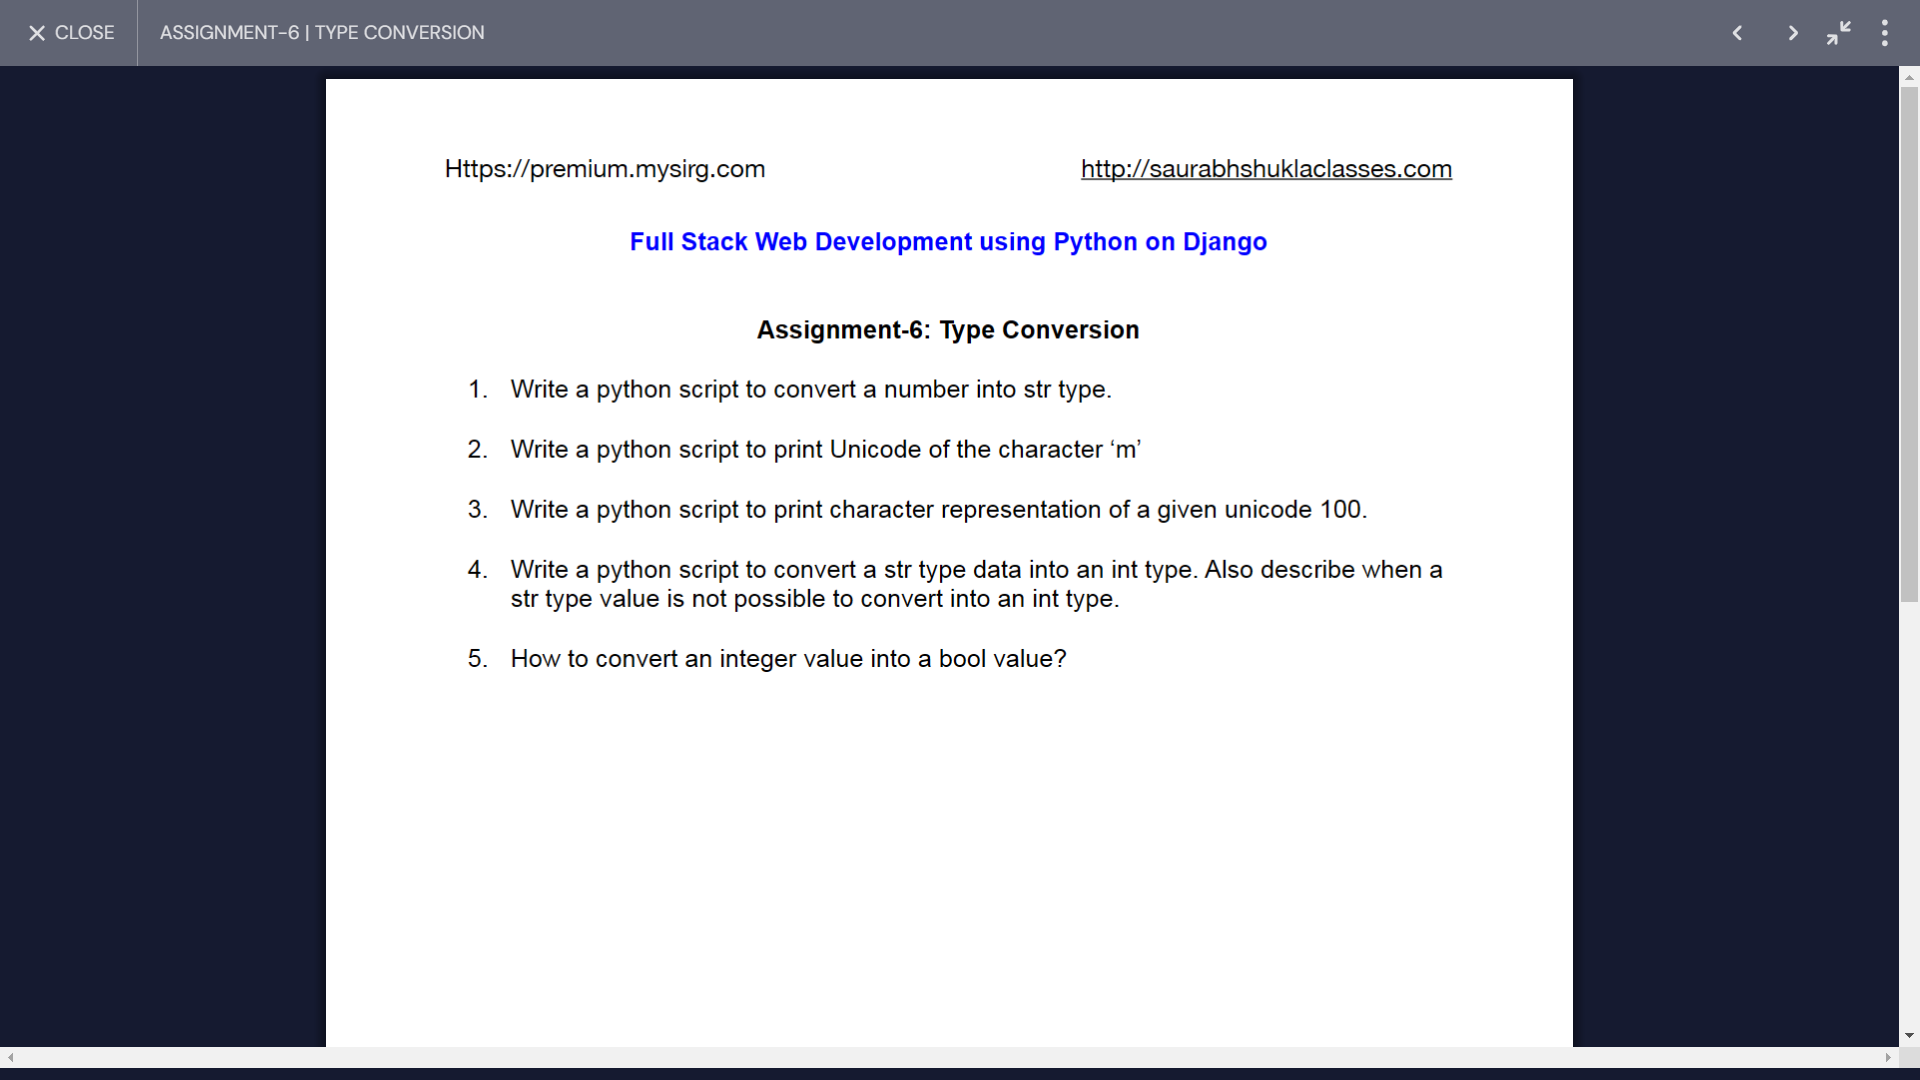 CLOSE
ASSIGNMENT-6 | TYPE CONVERSION
Https://premium.mysirg.com
http://saurabhshuklaclasses.com
Full Stack Web Development using Python on Django
Assignment-6: Type Conversion
1. Write a python script to convert a number into str type.
2. Write a python script to print Unicode of the character ‘m’
3. Write a python script to print character representation of a given unicode 100.
4. Write a python script to convert a str type data into an int type. Also describe when a
str type value is not possible to convert into an int type.
5. How to convert an integer value into a bool value?